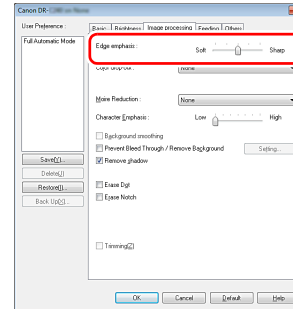 Canon DR-
User Preference :
Full Automatic Mode
Save(V)...
Delete(J)
Restore(I)...
Back Up(X)...
Basic Brightness Image processing Feeding Others
Edge emphasis :
Soft Sharp
Color drop-out : None
Moire Reduction : None
Character Emphasis : Low High
Background smoothing
Prevent Bleed Through / Remove Background Setting...
Remove shadow
Erase Dot
Erase Notch
Trimming(Z)
OK Cancel Default Help